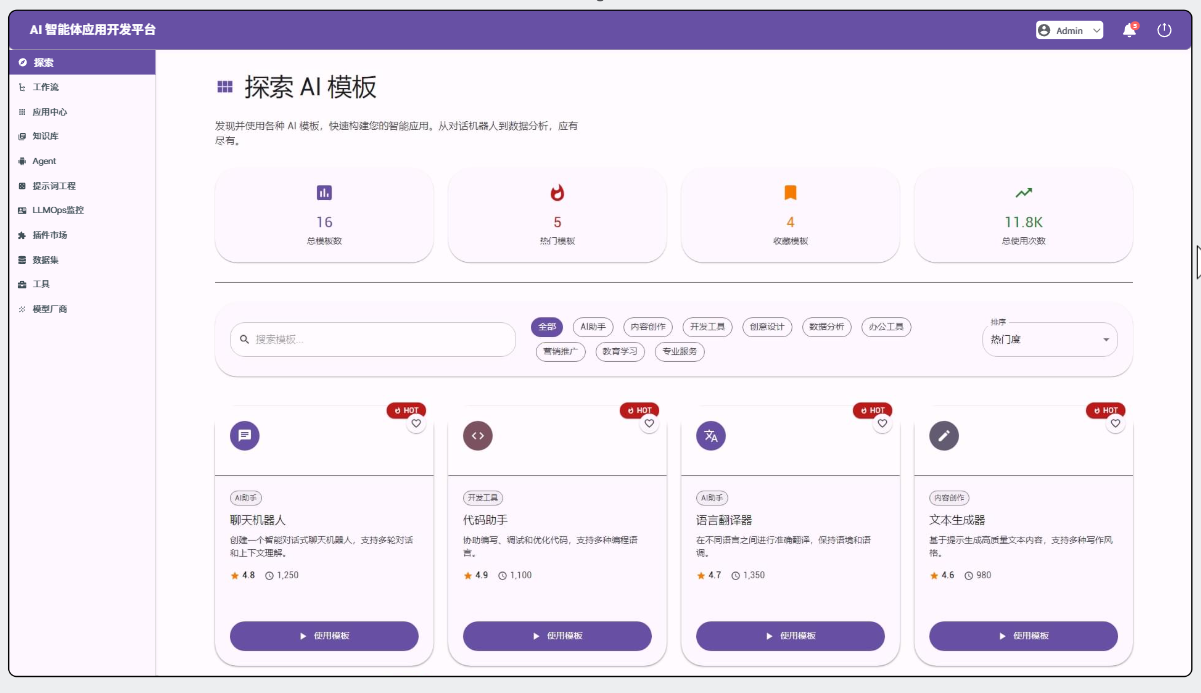 AI 智能体应用开发平台
Admin
5
探索
工作流
应用中心
知识库
Agent
提示词工程
LLMOps监控
插件市场
数据集
工具
模型厂商
探索 AI 模板
发现并使用各种 AI 模板，快速构建您的智能应用。从对话机器人到数据分析，应有
尽有。
16
总模板数
5
热门模板
4
收藏模板
11.8K
总使用次数
搜索模板...
全部 AI助手 内容创作 开发工具 创意设计 数据分析 办公工具
营销推广 教育学习 专业服务
排序
热门度
HOT
AI助手
聊天机器人
创建一个智能对话式聊天机器人，支持多轮对话
和上下文理解。
4.8 1,250
使用模板
HOT
开发工具
代码助手
协助编写、调试和优化代码，支持多种编程语
言。
4.9 1,100
使用模板
HOT
AI助手
语言翻译器
在不同语言之间进行准确翻译，保持语境和语
调。
4.7 1,350
使用模板
HOT
内容创作
文本生成器
基于提示生成高质量文本内容，支持多种写作风
格。
4.6 980
使用模板